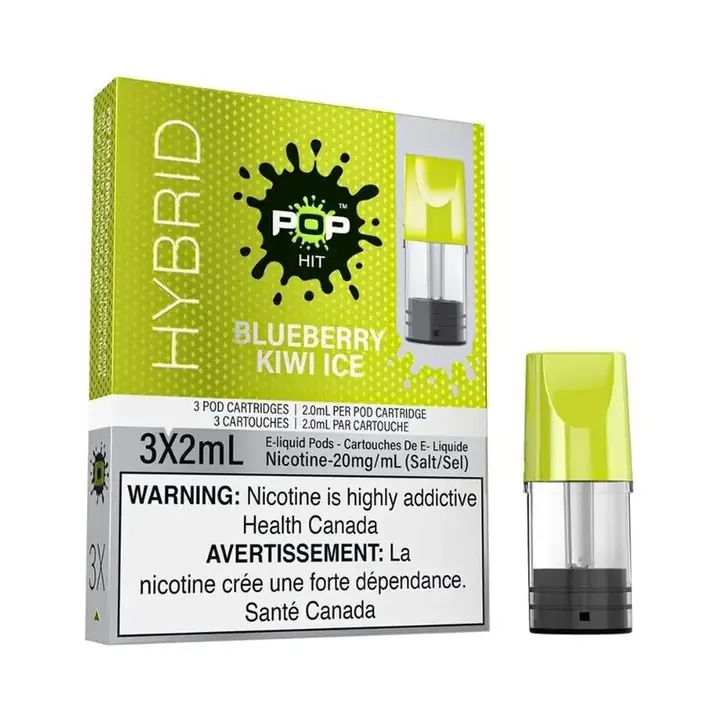 HYBRID
POP™
HIT
BLUEBERRY
KIWI ICE
3 POD CARTRIDGES | 2.0mL PER POD CARTRIDGE
3 CARTOUCHES | 2.0mL PAR CARTOUCHE
3X2mL
E-liquid Pods - Cartouches De E- Liquide
Nicotine-20mg/mL (Salt/Sel)
WARNING: Nicotine is highly addictive
Health Canada
AVERTISSEMENT: La
nicotine crée une forte dépendance.
Santé Canada
3X